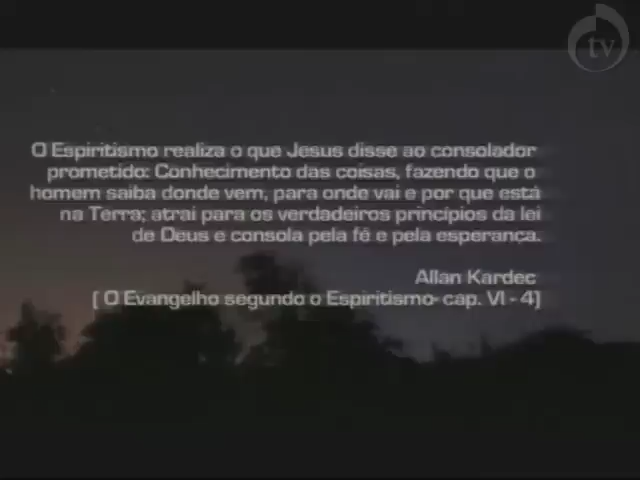 tv
O Espiritismo realiza o que Jesus disse ao consolador
prometido: Conhecimento das coisas, fazendo que o
homem saiba donde vem, para onde vai e por que está
na Terra; atrai para os verdadeiros princípios da lei
de Deus e consola pela fé e pela esperança.
Allan Kardec
( O Evangelho segundo o Espiritismo- cap. VI - 4)